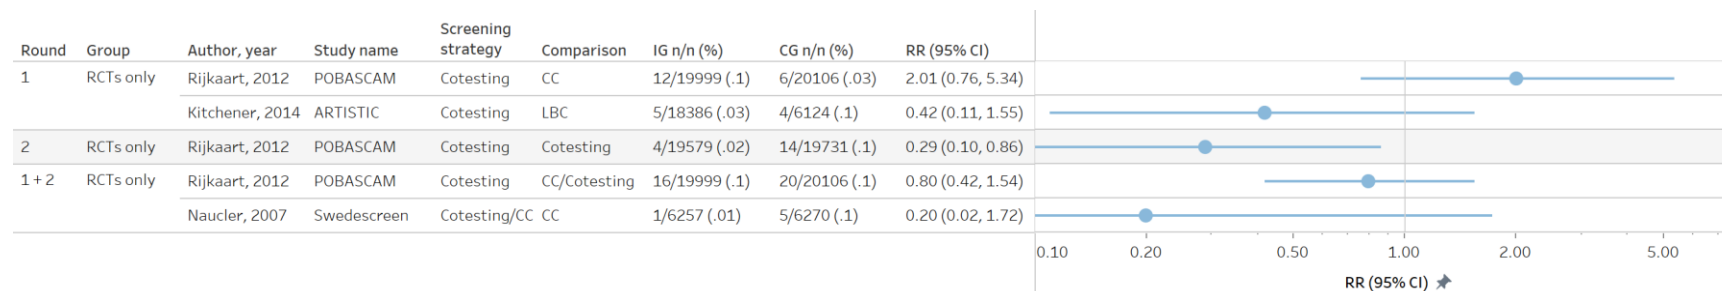 Round Group Author, year Study name Screening strategy Comparison IG n/n (%) CG n/n (%) RR (95% CI)
1 RCTs only Rijkaart, 2012 POBASCAM Cotesting CC 12/19999 (.1) 6/20106 (.03) 2.01 (0.76, 5.34)
Kitchener, 2014 ARTISTIC Cotesting LBC 5/18386 (.03) 4/6124 (.1) 0.42 (0.11, 1.55)
2 RCTs only Rijkaart, 2012 POBASCAM Cotesting Cotesting 4/19579 (.02) 14/19731 (.1) 0.29 (0.10, 0.86)
1 + 2 RCTs only Rijkaart, 2012 POBASCAM Cotesting CC/Cotesting 16/19999 (.1) 20/20106 (.1) 0.80 (0.42, 1.54)
Naucler, 2007 Swedescreen Cotesting/CC CC 1/6257 (.01) 5/6270 (.1) 0.20 (0.02, 1.72)
0.10 0.20 0.50 1.00 2.00 5.00
RR (95% CI)